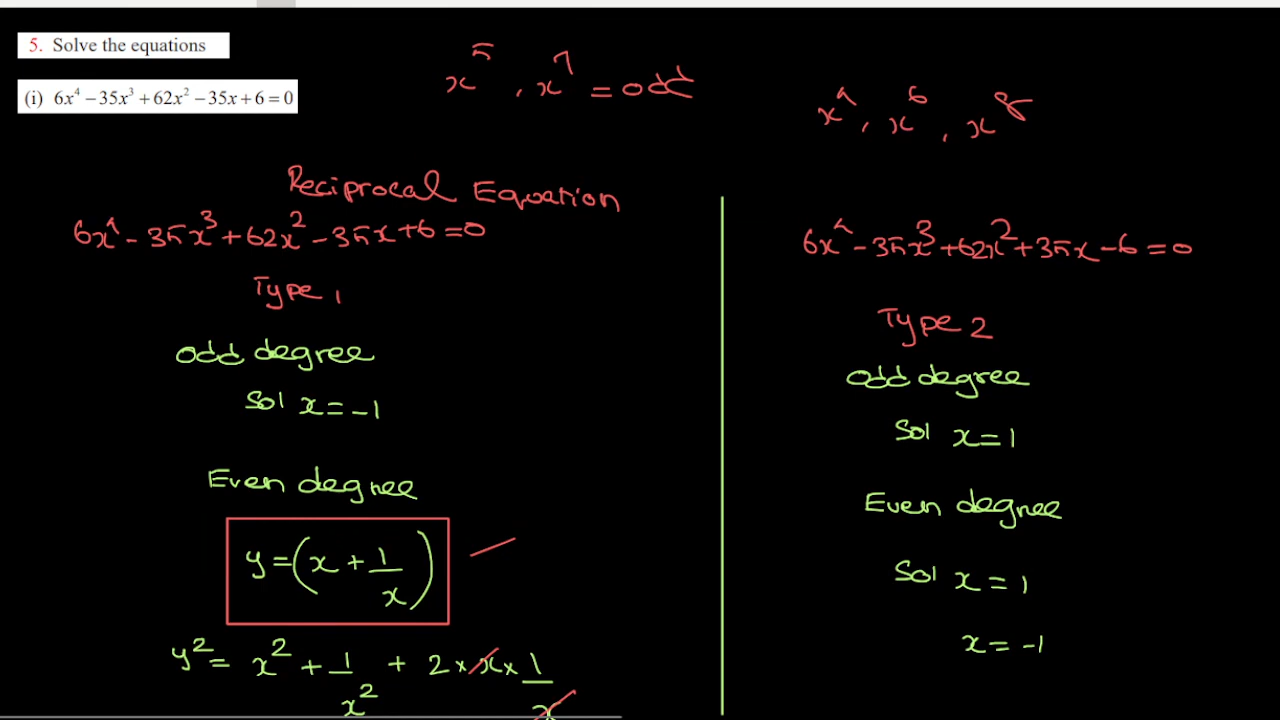 5. Solve the equations
(i) 6x⁴ − 35x³ + 62x² − 35x + 6 = 0
x⁵, x⁷ = odd
x⁴, x⁶, x⁸
Reciprocal Equation
6x⁴ − 35x³ + 62x² − 35x + 6 = 0
Type 1
odd degree
Sol x = −1
Even degree
y = (x + 1/x)
y² = x² + 1/x² + 2 × x × 1/x
6x⁴ − 35x³ + 62x² + 35x − 6 = 0
Type 2
odd degree
Sol x = 1
Even degree
Sol x = 1
x = −1